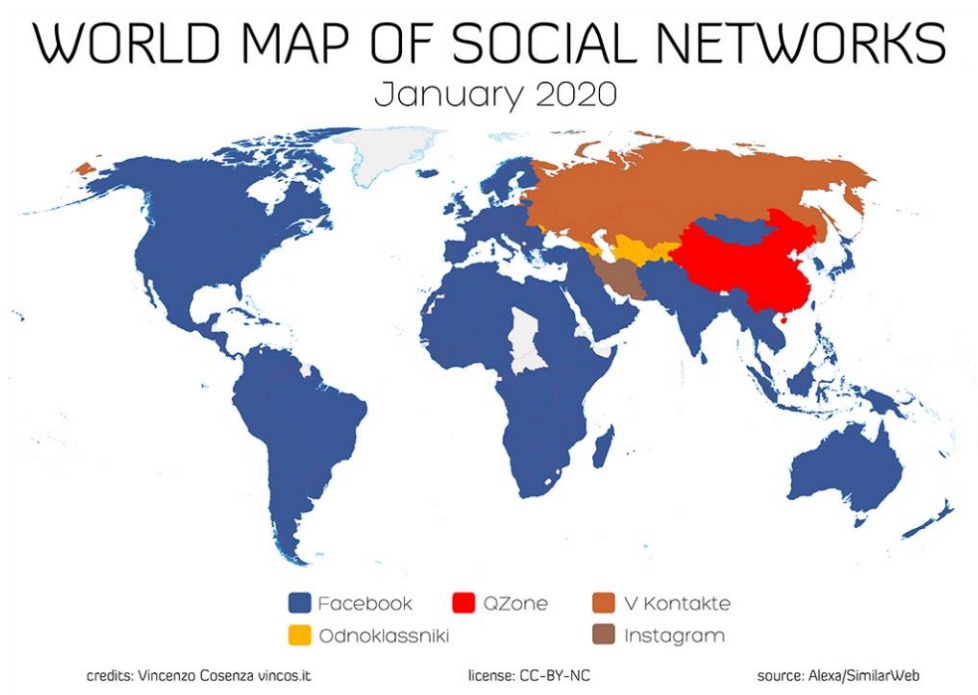 WORLD MAP OF SOCIAL NETWORKS
January 2020
Facebook QZone V Kontakte
Odnoklassniki Instagram
credits: Vincenzo Cosenza vincos.it license: CC-BY-NC source: Alexa/SimilarWeb